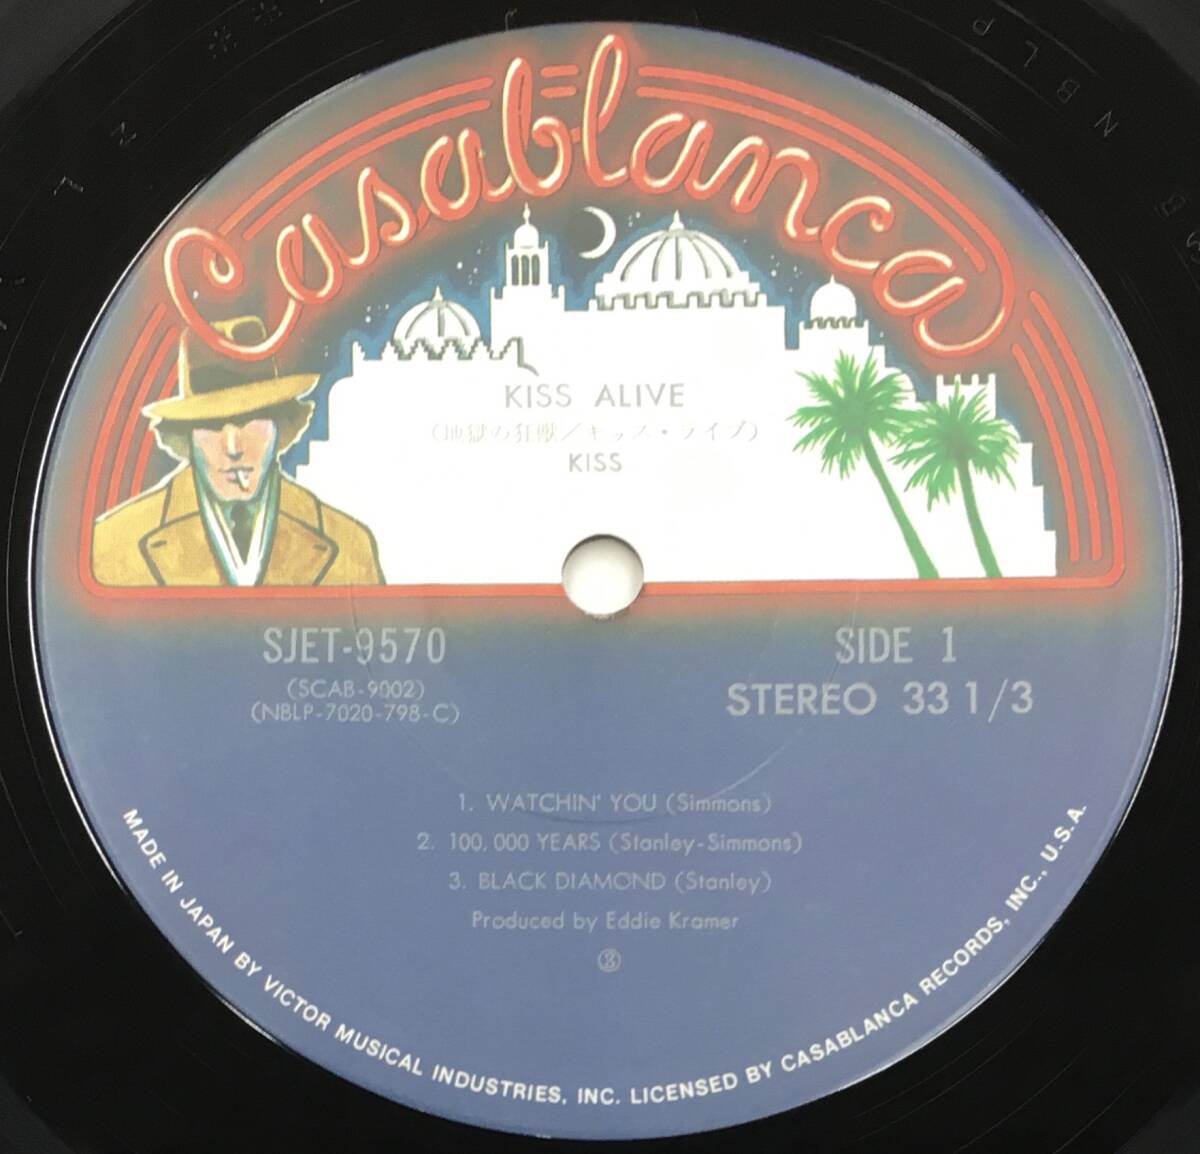 Casablanca
KISS ALIVE
(地獄の狂獣/キッス・ライブ)
KISS
SJET-9570
(SCAB-9002)
(NBLP-7020-798-C)
SIDE 1
STEREO 33 1/3
1. WATCHIN' YOU (Simmons)
2. 100,000 YEARS (Stanley-Simmons)
3. BLACK DIAMOND (Stanley)
Produced by Eddie Kramer
MADE IN JAPAN BY VICTOR MUSICAL INDUSTRIES, INC. LICENSED BY CASABLANCA RECORDS, INC., U.S.A.